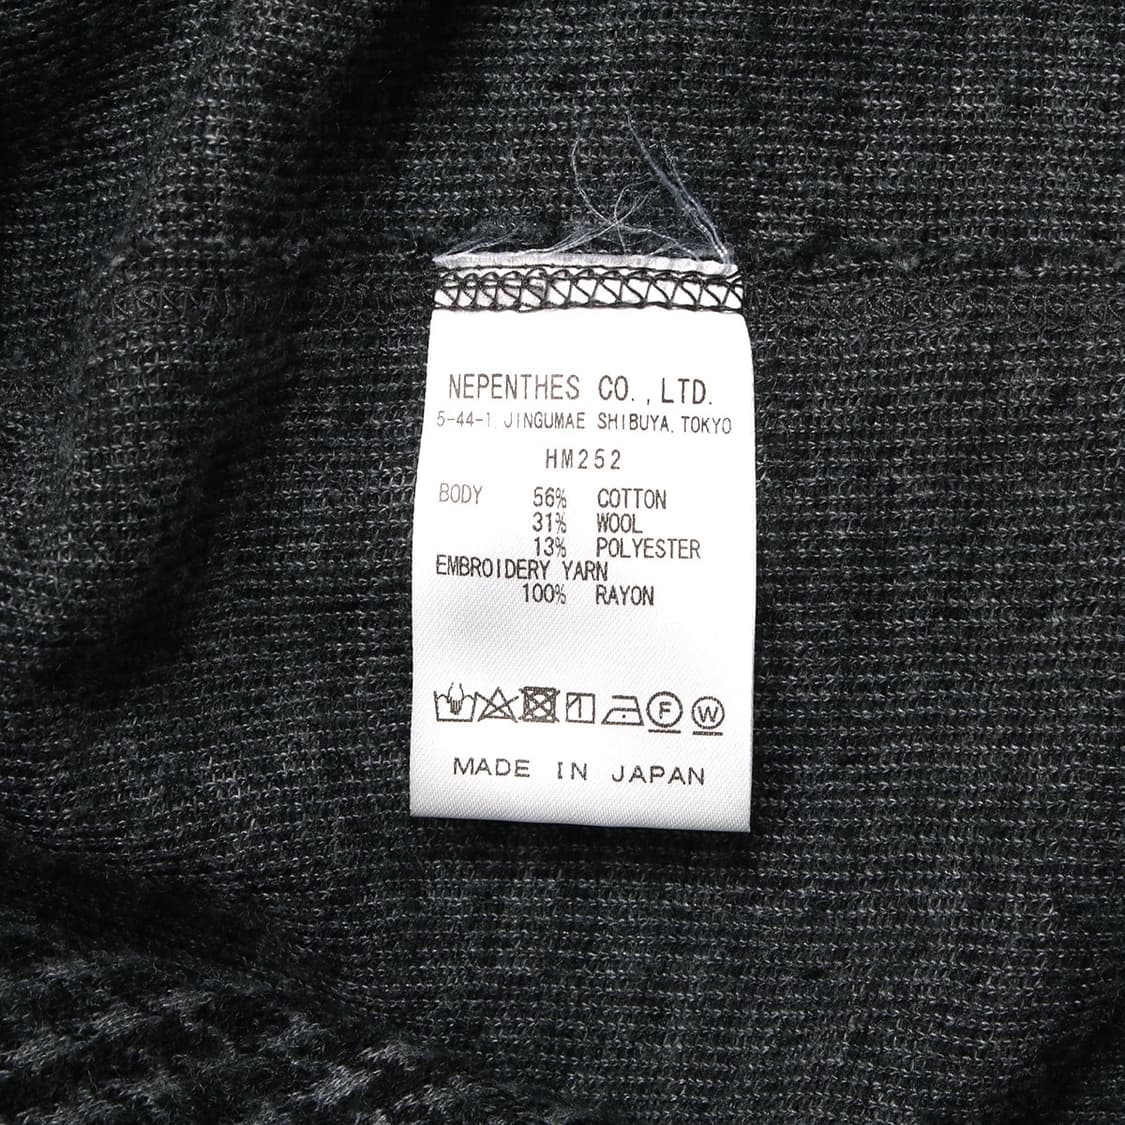 NEPENTHES CO.,LTD.
5-44-1, JINGUMAE SHIBUYA, TOKYO
HM252
BODY 56% COTTON
31% WOOL
13% POLYESTER
EMBROIDERY YARN
100% RAYON
F W
MADE IN JAPAN